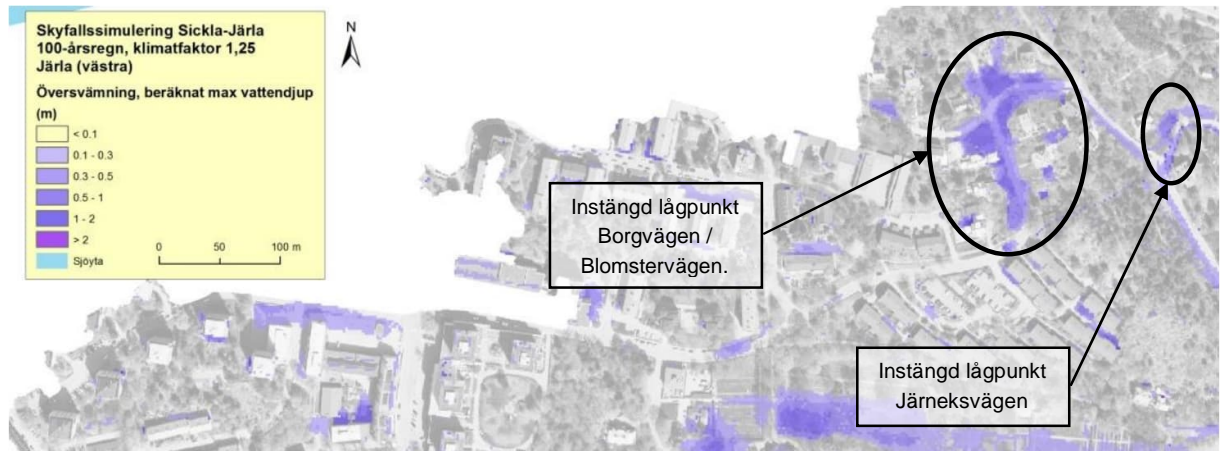 Skyfallssimulering Sickla-Järla
100-årsregn, klimatfaktor 1,25
Järla (västra)
Översvämning, beräknat max vattendjup
(m)
< 0.1
0.1 - 0.3
0.3 - 0.5
0.5 - 1
1 - 2
> 2
Sjöyta
0 50 100 m
N
Instängd lågpunkt
Borgvägen /
Blomstervägen.
Instängd lågpunkt
Järneksvägen